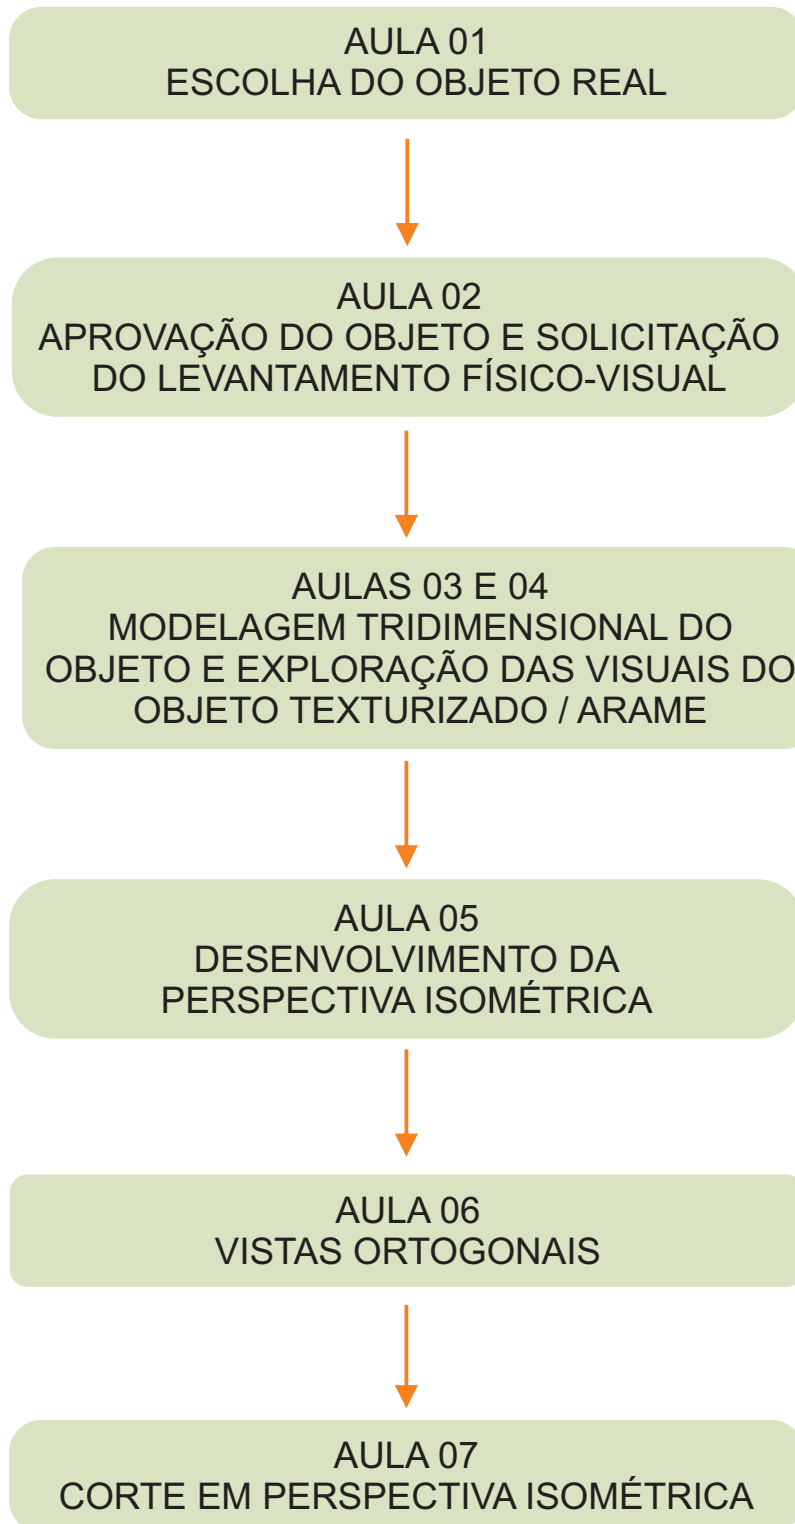 AULA 01
ESCOLHA DO OBJETO REAL
AULA 02
APROVAÇÃO DO OBJETO E SOLICITAÇÃO
DO LEVANTAMENTO FÍSICO-VISUAL
AULAS 03 E 04
MODELAGEM TRIDIMENSIONAL DO
OBJETO E EXPLORAÇÃO DAS VISUAIS DO
OBJETO TEXTURIZADO / ARAME
AULA 05
DESENVOLVIMENTO DA
PERSPECTIVA ISOMÉTRICA
AULA 06
VISTAS ORTOGONAIS
AULA 07
CORTE EM PERSPECTIVA ISOMÉTRICA